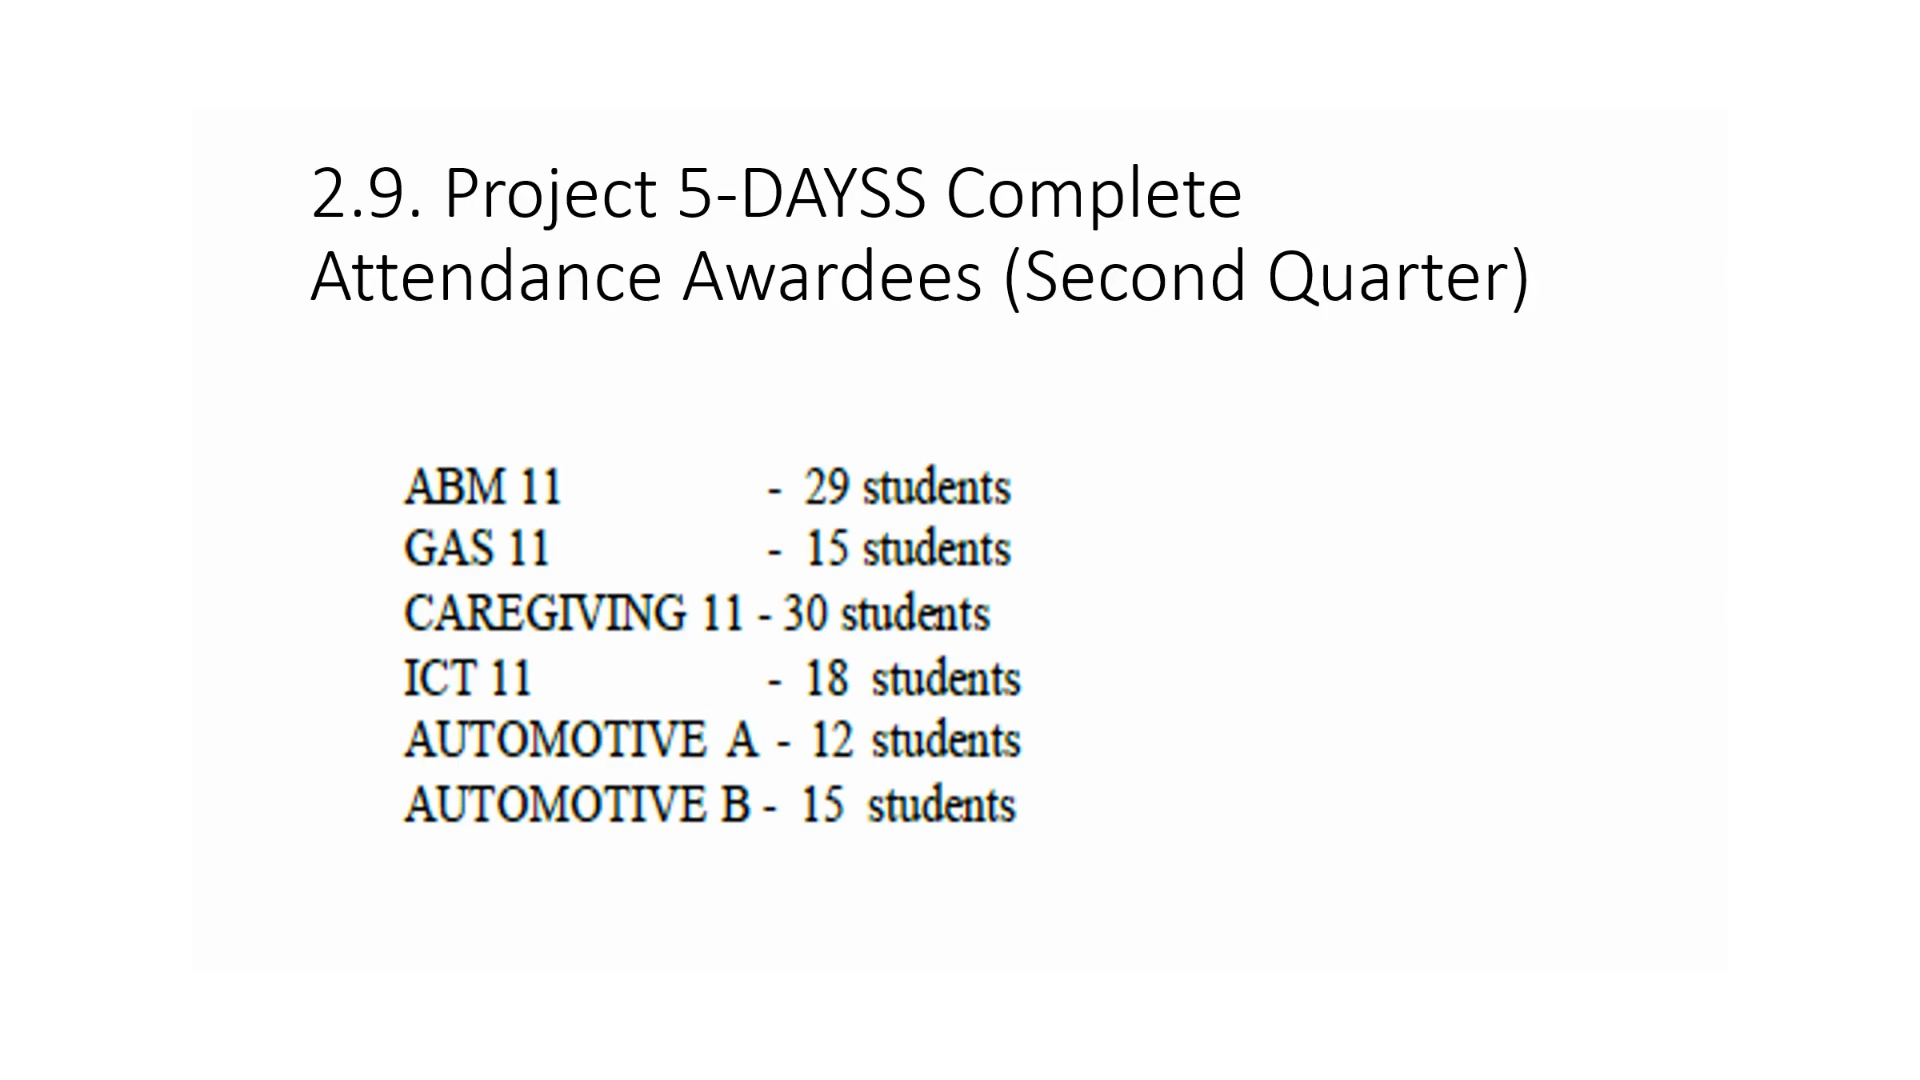 2.9. Project 5-DAYSS Complete
Attendance Awardees (Second Quarter)
ABM 11 - 29 students
GAS 11 - 15 students
CAREGIVING 11 - 30 students
ICT 11 - 18 students
AUTOMOTIVE A - 12 students
AUTOMOTIVE B - 15 students